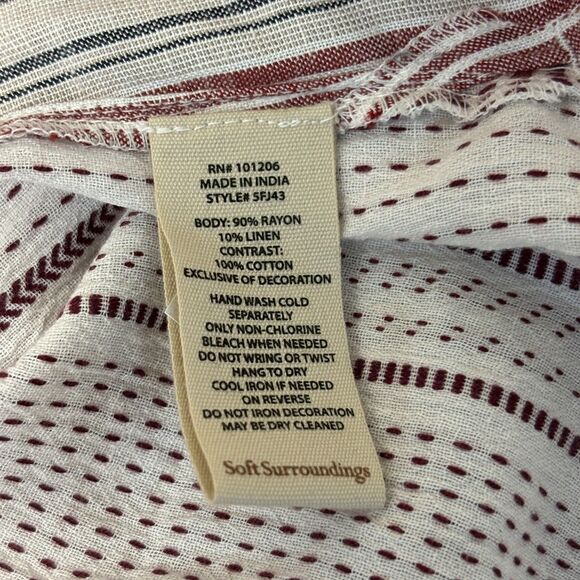 RN# 101206
MADE IN INDIA
STYLE# 5FJ43
BODY: 90% RAYON
10% LINEN
CONTRAST:
100% COTTON
EXCLUSIVE OF DECORATION
HAND WASH COLD
SEPARATELY
ONLY NON-CHLORINE
BLEACH WHEN NEEDED
DO NOT WRING OR TWIST
HANG TO DRY
COOL IRON IF NEEDED
ON REVERSE
DO NOT IRON DECORATION
MAY BE DRY CLEANED
Soft Surroundings